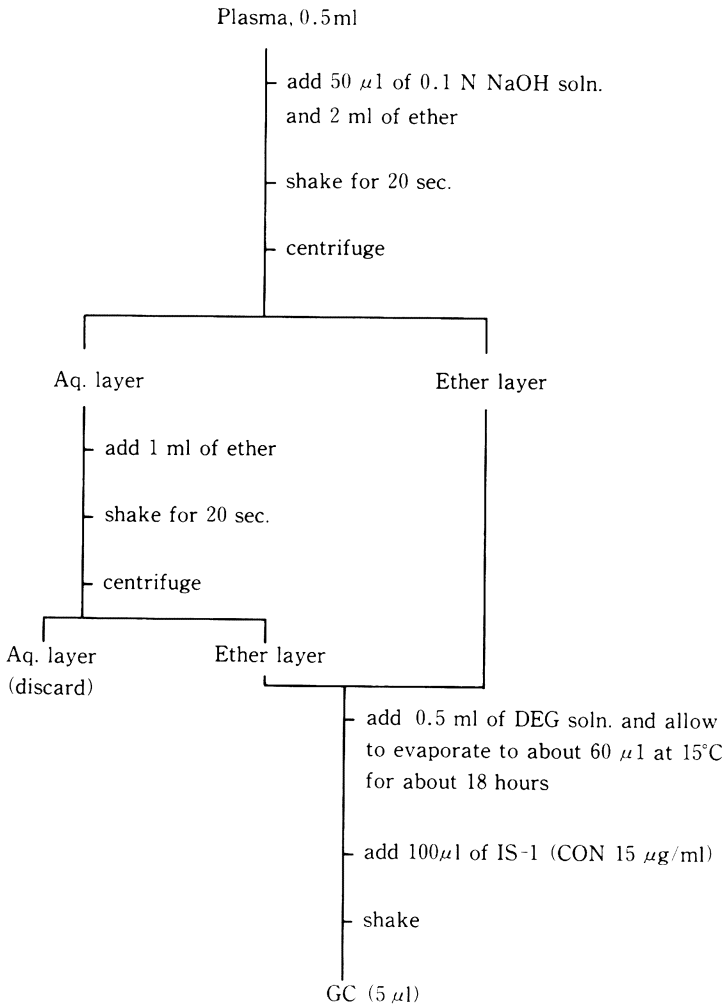 Plasma, 0.5ml
add 50 μl of 0.1 N NaOH soln.
and 2 ml of ether
shake for 20 sec.
centrifuge
Aq. layer
Ether layer
add 1 ml of ether
shake for 20 sec.
centrifuge
Aq. layer
(discard)
Ether layer
add 0.5 ml of DEG soln. and allow
to evaporate to about 60 μl at 15°C
for about 18 hours
add 100μl of IS-1 (CON 15 μg/ml)
shake
GC (5 μl)